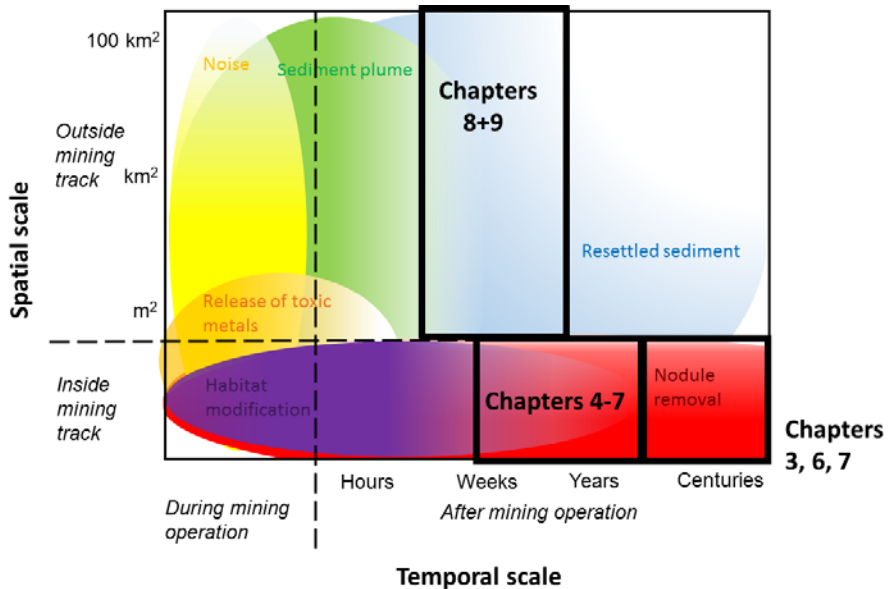 100 km²
Noise
Sediment plume
Chapters
8+9
Outside
mining
track
km²
Spatial scale
Resettled sediment
m²
Release of toxic
metals
Inside
mining
track
Habitat
modification
Chapters 4-7
Nodule
removal
Chapters
3, 6, 7
Hours
Weeks
Years
Centuries
During mining
operation
After mining operation
Temporal scale